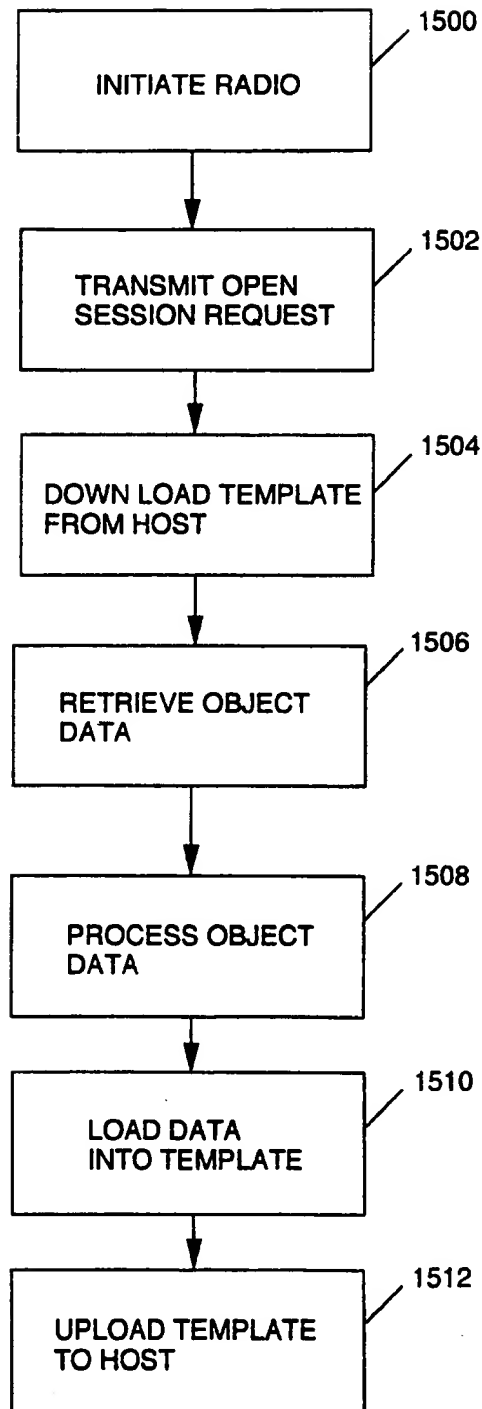 1500
INITIATE RADIO
1502
TRANSMIT OPEN
SESSION REQUEST
1504
DOWN LOAD TEMPLATE
FROM HOST
1506
RETRIEVE OBJECT
DATA
1508
PROCESS OBJECT
DATA
1510
LOAD DATA
INTO TEMPLATE
1512
UPLOAD TEMPLATE
TO HOST